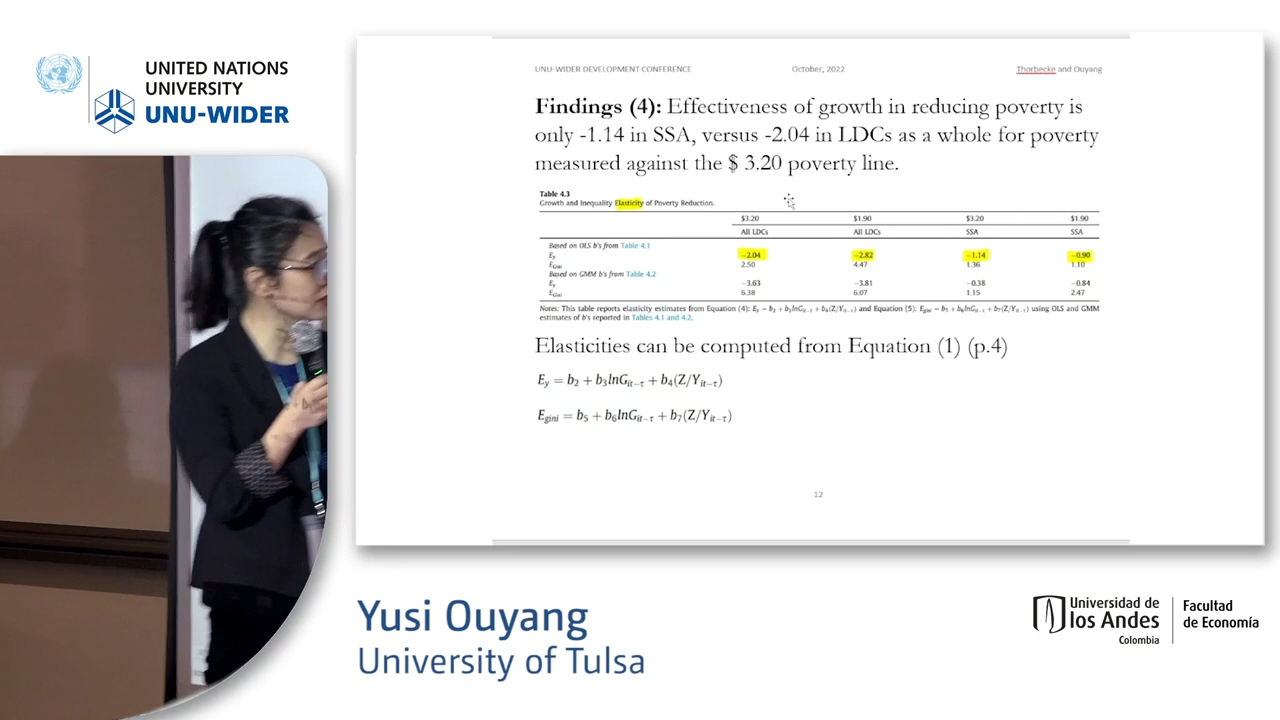 UNITED NATIONS
UNIVERSITY
UNU-WIDER
UNU-WIDER DEVELOPMENT CONFERENCE October, 2022 Thorbecke and Ouyang
Findings (4): Effectiveness of growth in reducing poverty is
only -1.14 in SSA, versus -2.04 in LDCs as a whole for poverty
measured against the $ 3.20 poverty line.
Table 4.3
Growth and Inequality Elasticity of Poverty Reduction.
$3.20 $1.90 $3.20 $1.90
All LDCs All LDCs SSA SSA
Based on OLS b's from Table 4.1
Ey −2.04 −2.82 −1.14 −0.90
EGini 2.50 4.47 1.36 1.10
Based on GMM b's from Table 4.2
Ey −3.63 −3.81 −0.38 −0.84
EGini 6.38 6.07 1.15 2.47
Notes: This table reports elasticity estimates from Equation (4): Ey = b2 + b3lnGit−τ + b4(Z/Yit−τ) and Equation (5): Egini = b5 + b6lnGit−τ + b7(Z/Yit−τ) using OLS and GMM
estimates of b's reported in Tables 4.1 and 4.2.
Elasticities can be computed from Equation (1) (p.4)
Ey = b2 + b3lnGit−τ + b4(Z/Yit−τ)
Egini = b5 + b6lnGit−τ + b7(Z/Yit−τ)
12
Yusi Ouyang
University of Tulsa
Universidad de
los Andes
Colombia
Facultad
de Economía